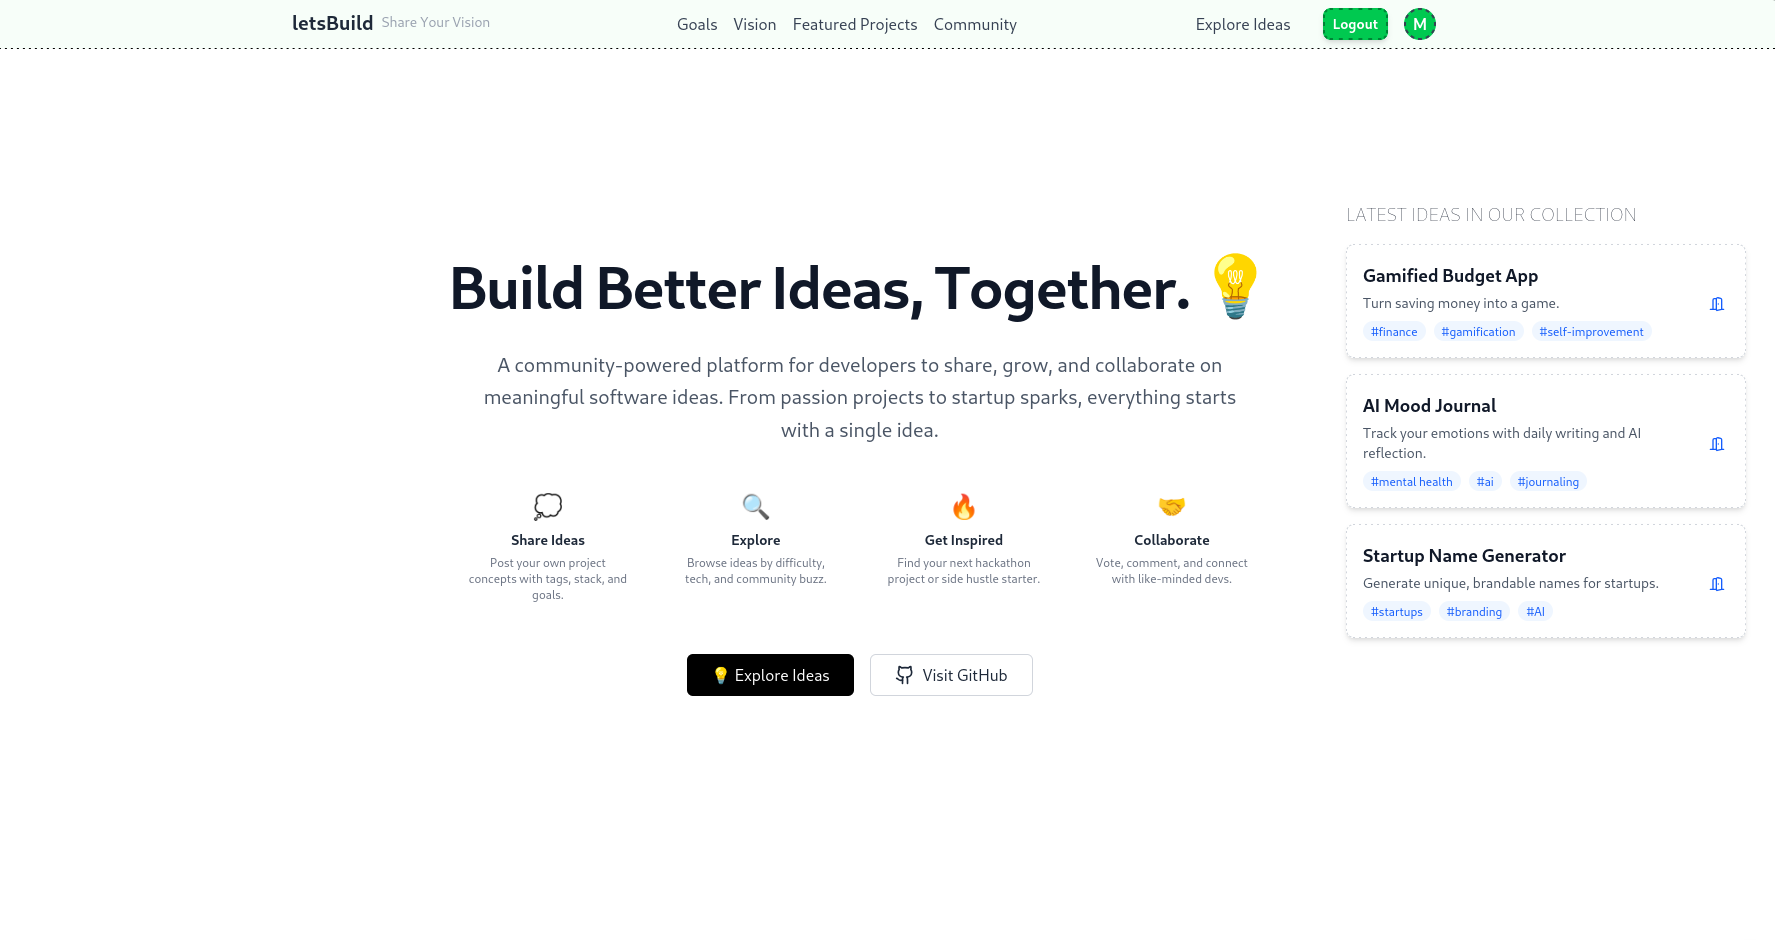 letsBuild Share Your Vision Goals Vision Featured Projects Community Explore Ideas Logout M
Build Better Ideas, Together.
A community-powered platform for developers to share, grow, and collaborate on
meaningful software ideas. From passion projects to startup sparks, everything starts
with a single idea.
Share Ideas
Post your own project
concepts with tags, stack, and
goals.
Explore
Browse ideas by difficulty,
tech, and community buzz.
Get Inspired
Find your next hackathon
project or side hustle starter.
Collaborate
Vote, comment, and connect
with like-minded devs.
Explore Ideas
Visit GitHub
LATEST IDEAS IN OUR COLLECTION
Gamified Budget App
Turn saving money into a game.
#finance #gamification #self-improvement
AI Mood Journal
Track your emotions with daily writing and AI
reflection.
#mental health #ai #journaling
Startup Name Generator
Generate unique, brandable names for startups.
#startups #branding #AI